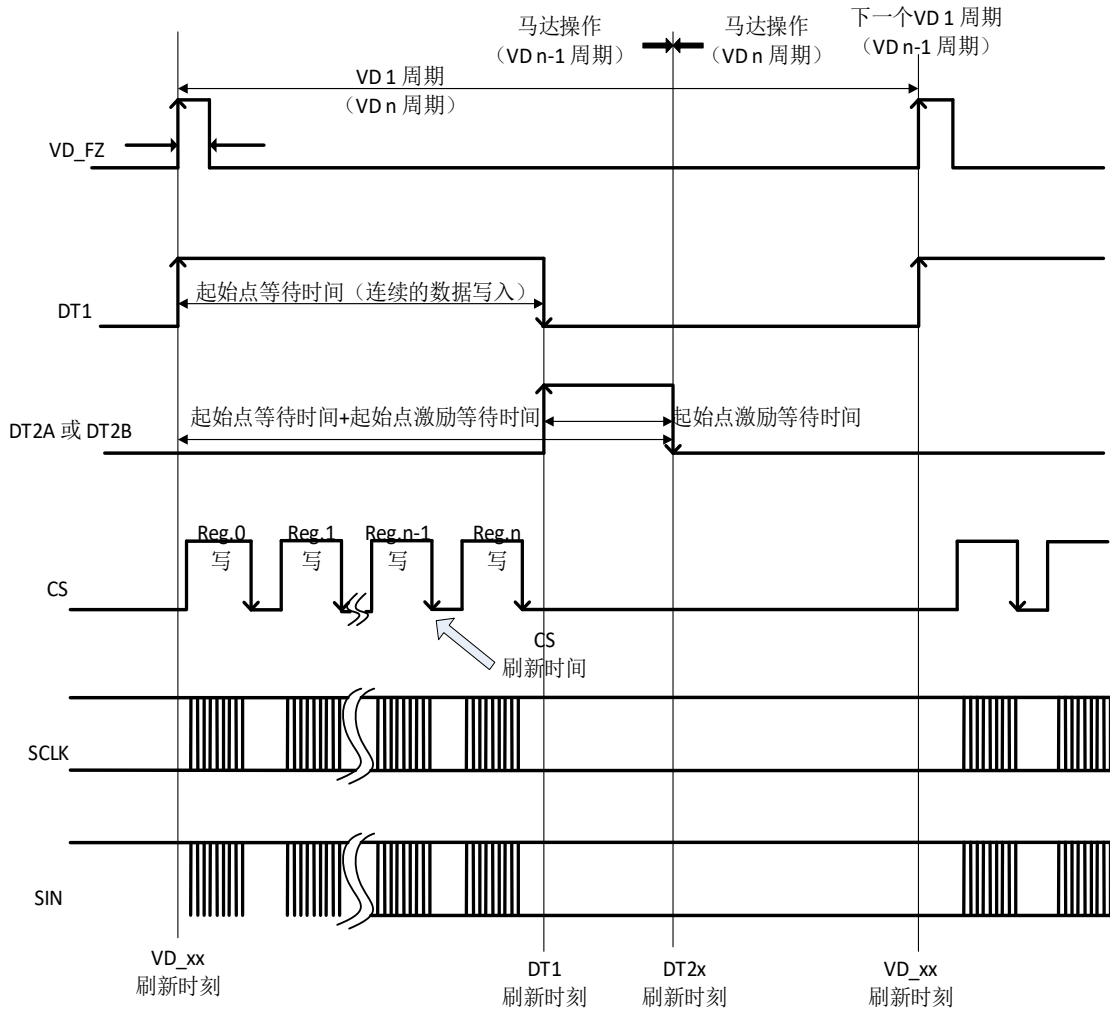 马达操作
（VD n-1 周期）
马达操作
（VD n 周期）
下一个VD 1 周期
（VD n-1 周期）
VD 1 周期
（VD n 周期）
VD_FZ
起始点等待时间（连续的数据写入）
DT1
起始点等待时间+起始点激励等待时间
起始点激励等待时间
DT2A 或 DT2B
Reg.0
写
Reg.1
写
Reg.n-1
写
Reg.n
写
CS
CS
刷新时间
SCLK
SIN
VD_xx
刷新时刻
DT1
刷新时刻
DT2x
刷新时刻
VD_xx
刷新时刻